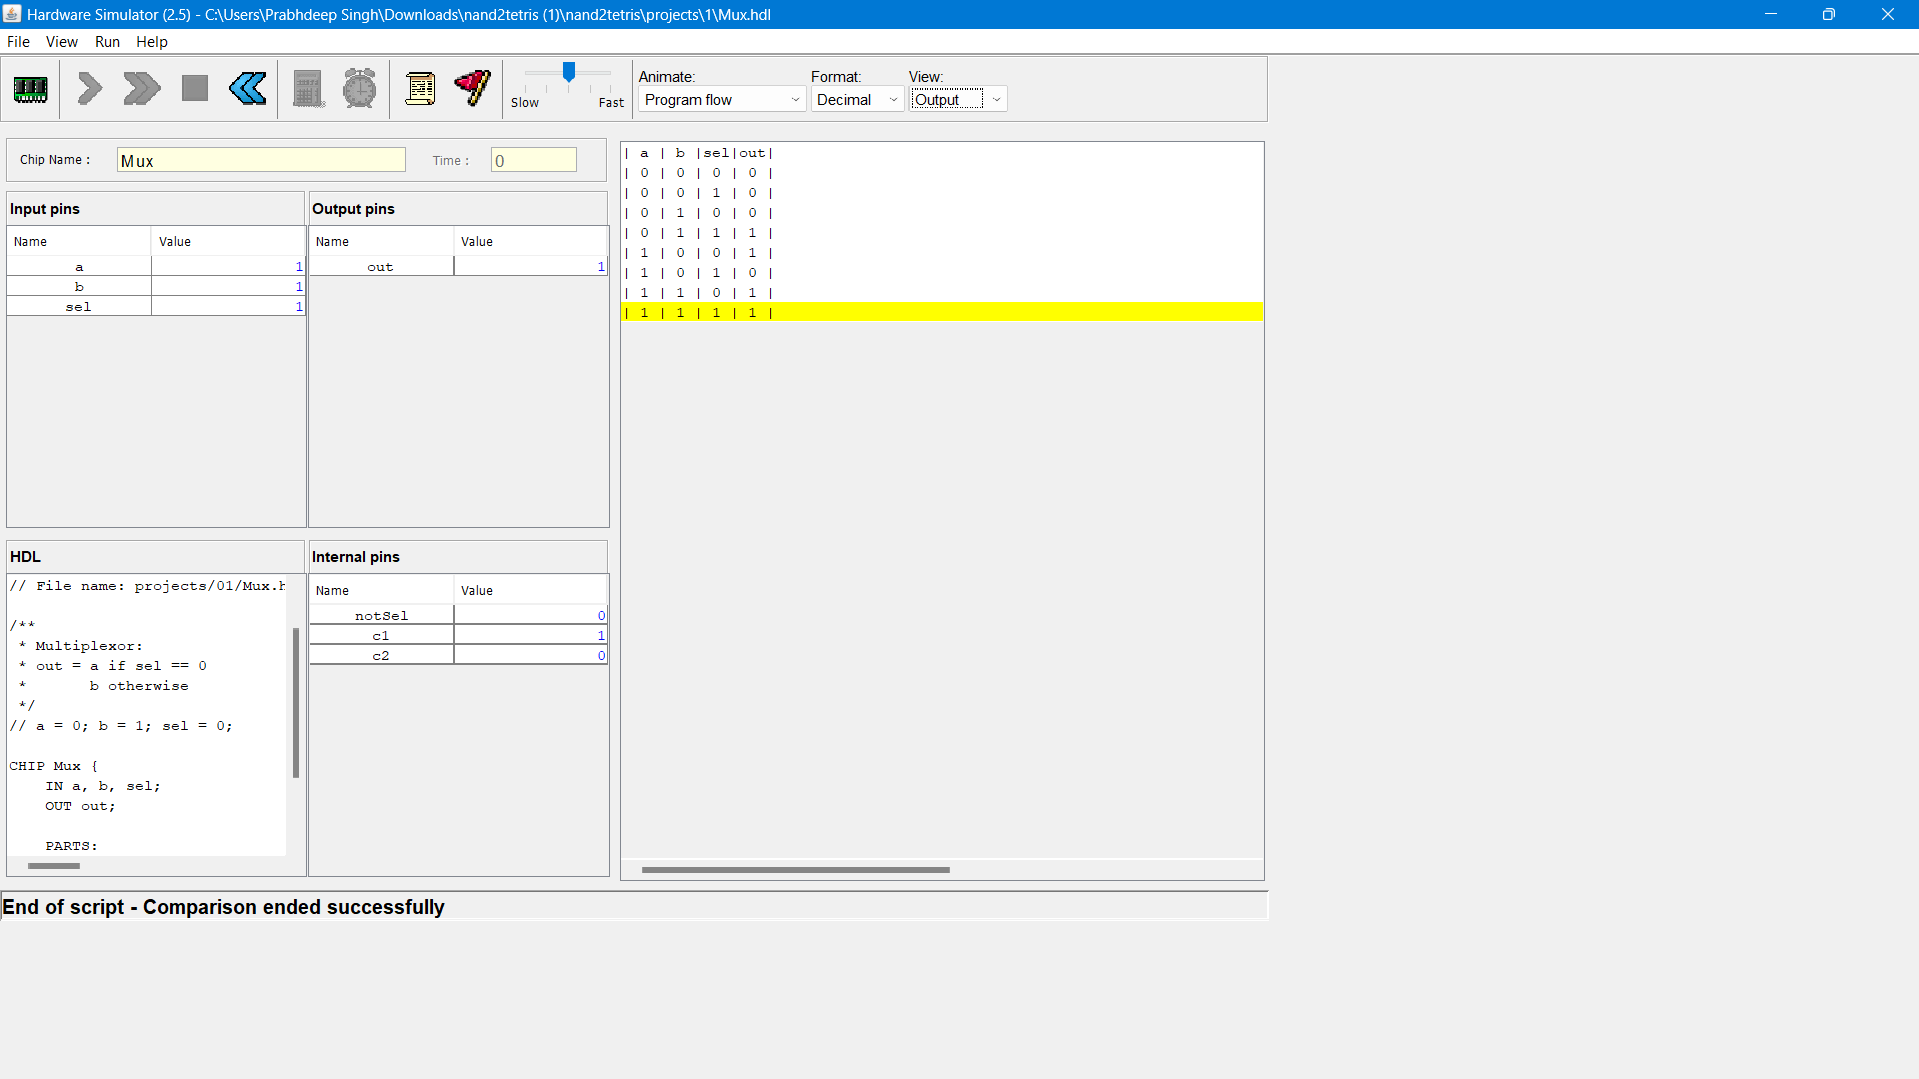 Hardware Simulator (2.5) - C:\Users\Prabhdeep Singh\Downloads\nand2tetris (1)\nand2tetris\projects\1\Mux.hdl
File View Run Help
Slow Fast
Animate:
Program flow
Format:
Decimal
View:
Output
Chip Name :
Mux
Time :
0
Input pins
Name Value
a 1
b 1
sel 1
Output pins
Name Value
out 1
HDL
// File name: projects/01/Mux.h
/**
* Multiplexor:
* out = a if sel == 0
* b otherwise
*/
// a = 0; b = 1; sel = 0;
CHIP Mux {
IN a, b, sel;
OUT out;
PARTS:
Internal pins
Name Value
notSel 0
c1 1
c2 0
| a | b |sel|out|
| 0 | 0 | 0 | 0 |
| 0 | 0 | 1 | 0 |
| 0 | 1 | 0 | 0 |
| 0 | 1 | 1 | 1 |
| 1 | 0 | 0 | 1 |
| 1 | 0 | 1 | 0 |
| 1 | 1 | 0 | 1 |
| 1 | 1 | 1 | 1 |
End of script - Comparison ended successfully